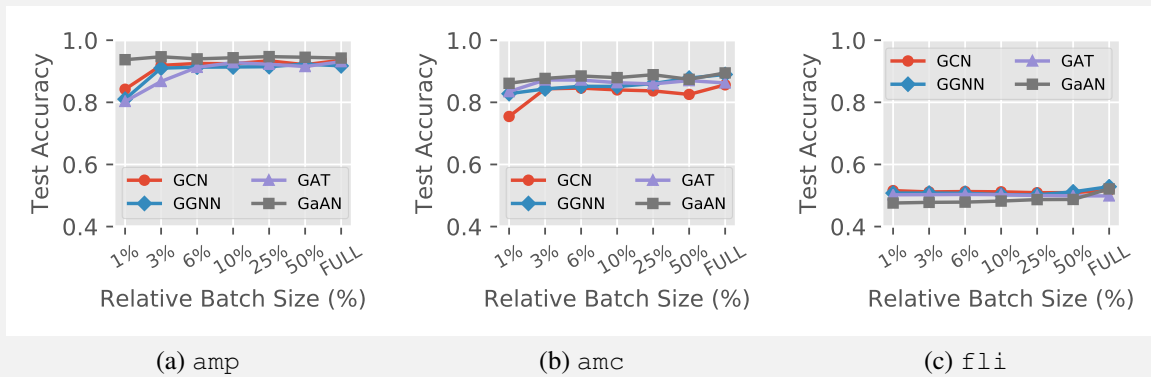 1.0
0.8
0.6
0.4
Test Accuracy
GCN GAT
GGNN GaAN
1% 3% 6% 10% 25% 50% FULL
Relative Batch Size (%)
(a) amp
1.0
0.8
0.6
0.4
Test Accuracy
GCN GAT
GGNN GaAN
1% 3% 6% 10% 25% 50% FULL
Relative Batch Size (%)
(b) amc
1.0
0.8
0.6
0.4
Test Accuracy
GCN GAT
GGNN GaAN
1% 3% 6% 10% 25% 50% FULL
Relative Batch Size (%)
(c) fli